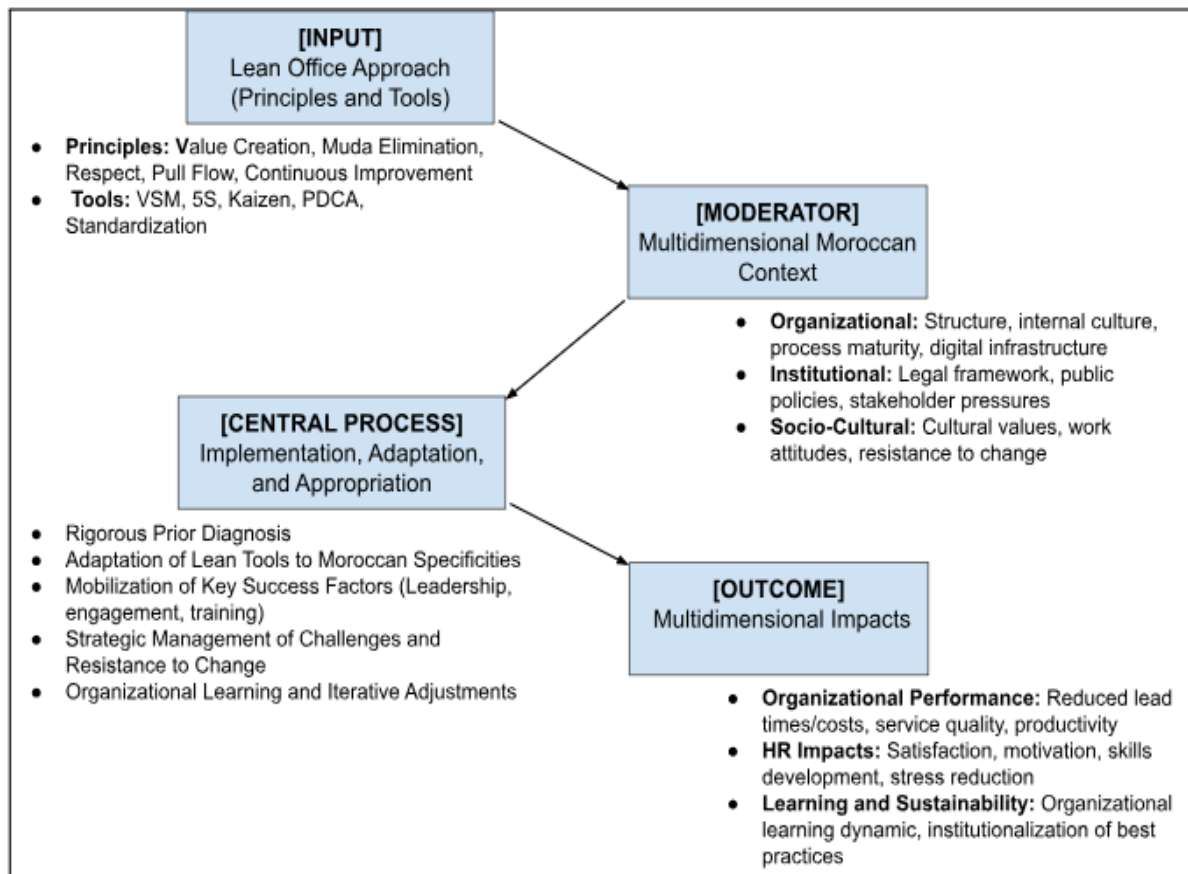 [INPUT]
Lean Office Approach
(Principles and Tools)
● Principles: Value Creation, Muda Elimination,
Respect, Pull Flow, Continuous Improvement
● Tools: VSM, 5S, Kaizen, PDCA,
Standardization
[MODERATOR]
Multidimensional Moroccan
Context
● Organizational: Structure, internal culture,
process maturity, digital infrastructure
● Institutional: Legal framework, public
policies, stakeholder pressures
● Socio-Cultural: Cultural values, work
attitudes, resistance to change
[CENTRAL PROCESS]
Implementation, Adaptation,
and Appropriation
● Rigorous Prior Diagnosis
● Adaptation of Lean Tools to Moroccan Specificities
● Mobilization of Key Success Factors (Leadership,
engagement, training)
● Strategic Management of Challenges and
Resistance to Change
● Organizational Learning and Iterative Adjustments
[OUTCOME]
Multidimensional Impacts
● Organizational Performance: Reduced lead
times/costs, service quality, productivity
● HR Impacts: Satisfaction, motivation, skills
development, stress reduction
● Learning and Sustainability: Organizational
learning dynamic, institutionalization of best
practices